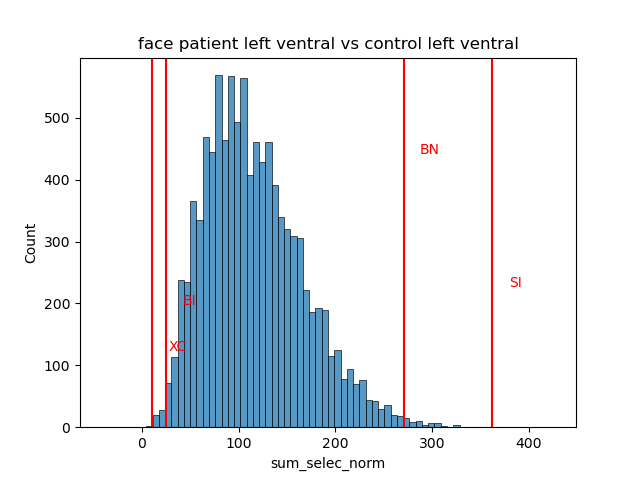 face patient left ventral vs control left ventral
Count
500
400
300
200
100
0
BN
SI
BI
XC
0
100
200
300
400
sum_selec_norm